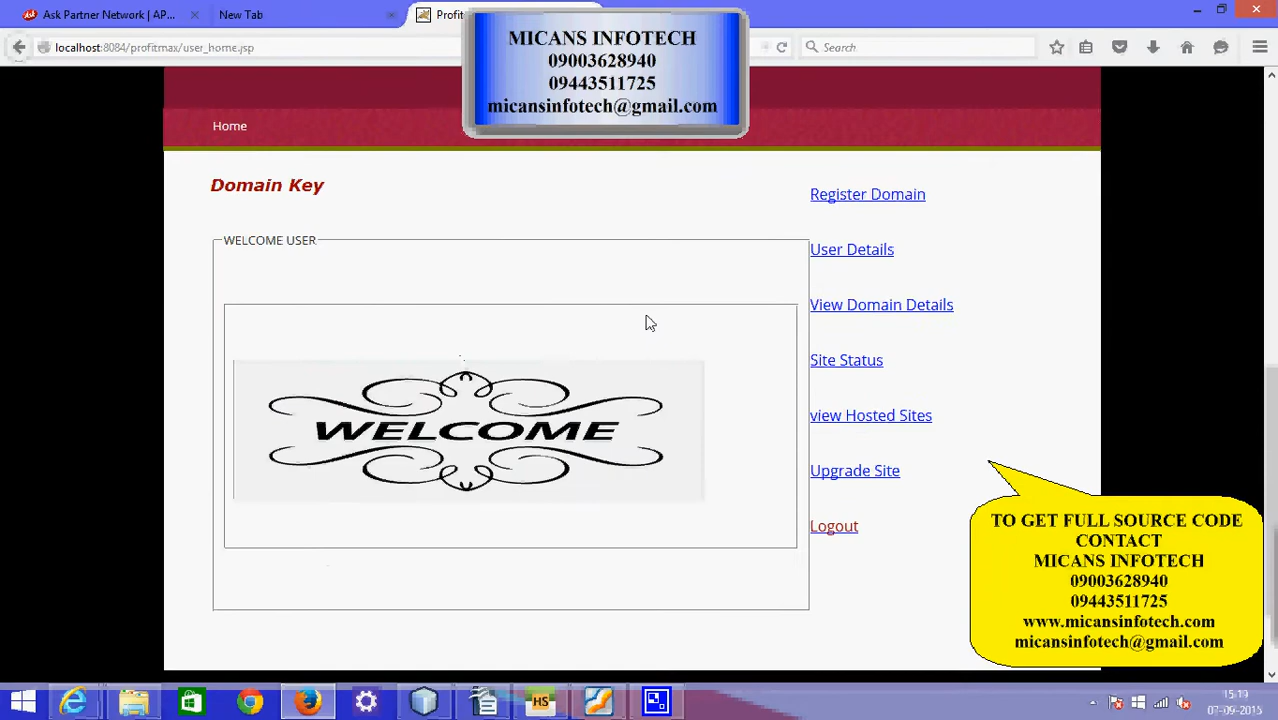 Ask Partner Network | AP...
New Tab
Profit
MICANS INFOTECH
09003628940
09443511725
micansinfotech@gmail.com
localhost:8084/profitmax/user_home.jsp
Search
Home
Domain Key
WELCOME USER
WELCOME
Register Domain
User Details
View Domain Details
Site Status
view Hosted Sites
Upgrade Site
Logout
TO GET FULL SOURCE CODE
CONTACT
MICANS INFOTECH
09003628940
09443511725
www.micansinfotech.com
micansinfotech@gmail.com
HS
15:19
07-09-2015